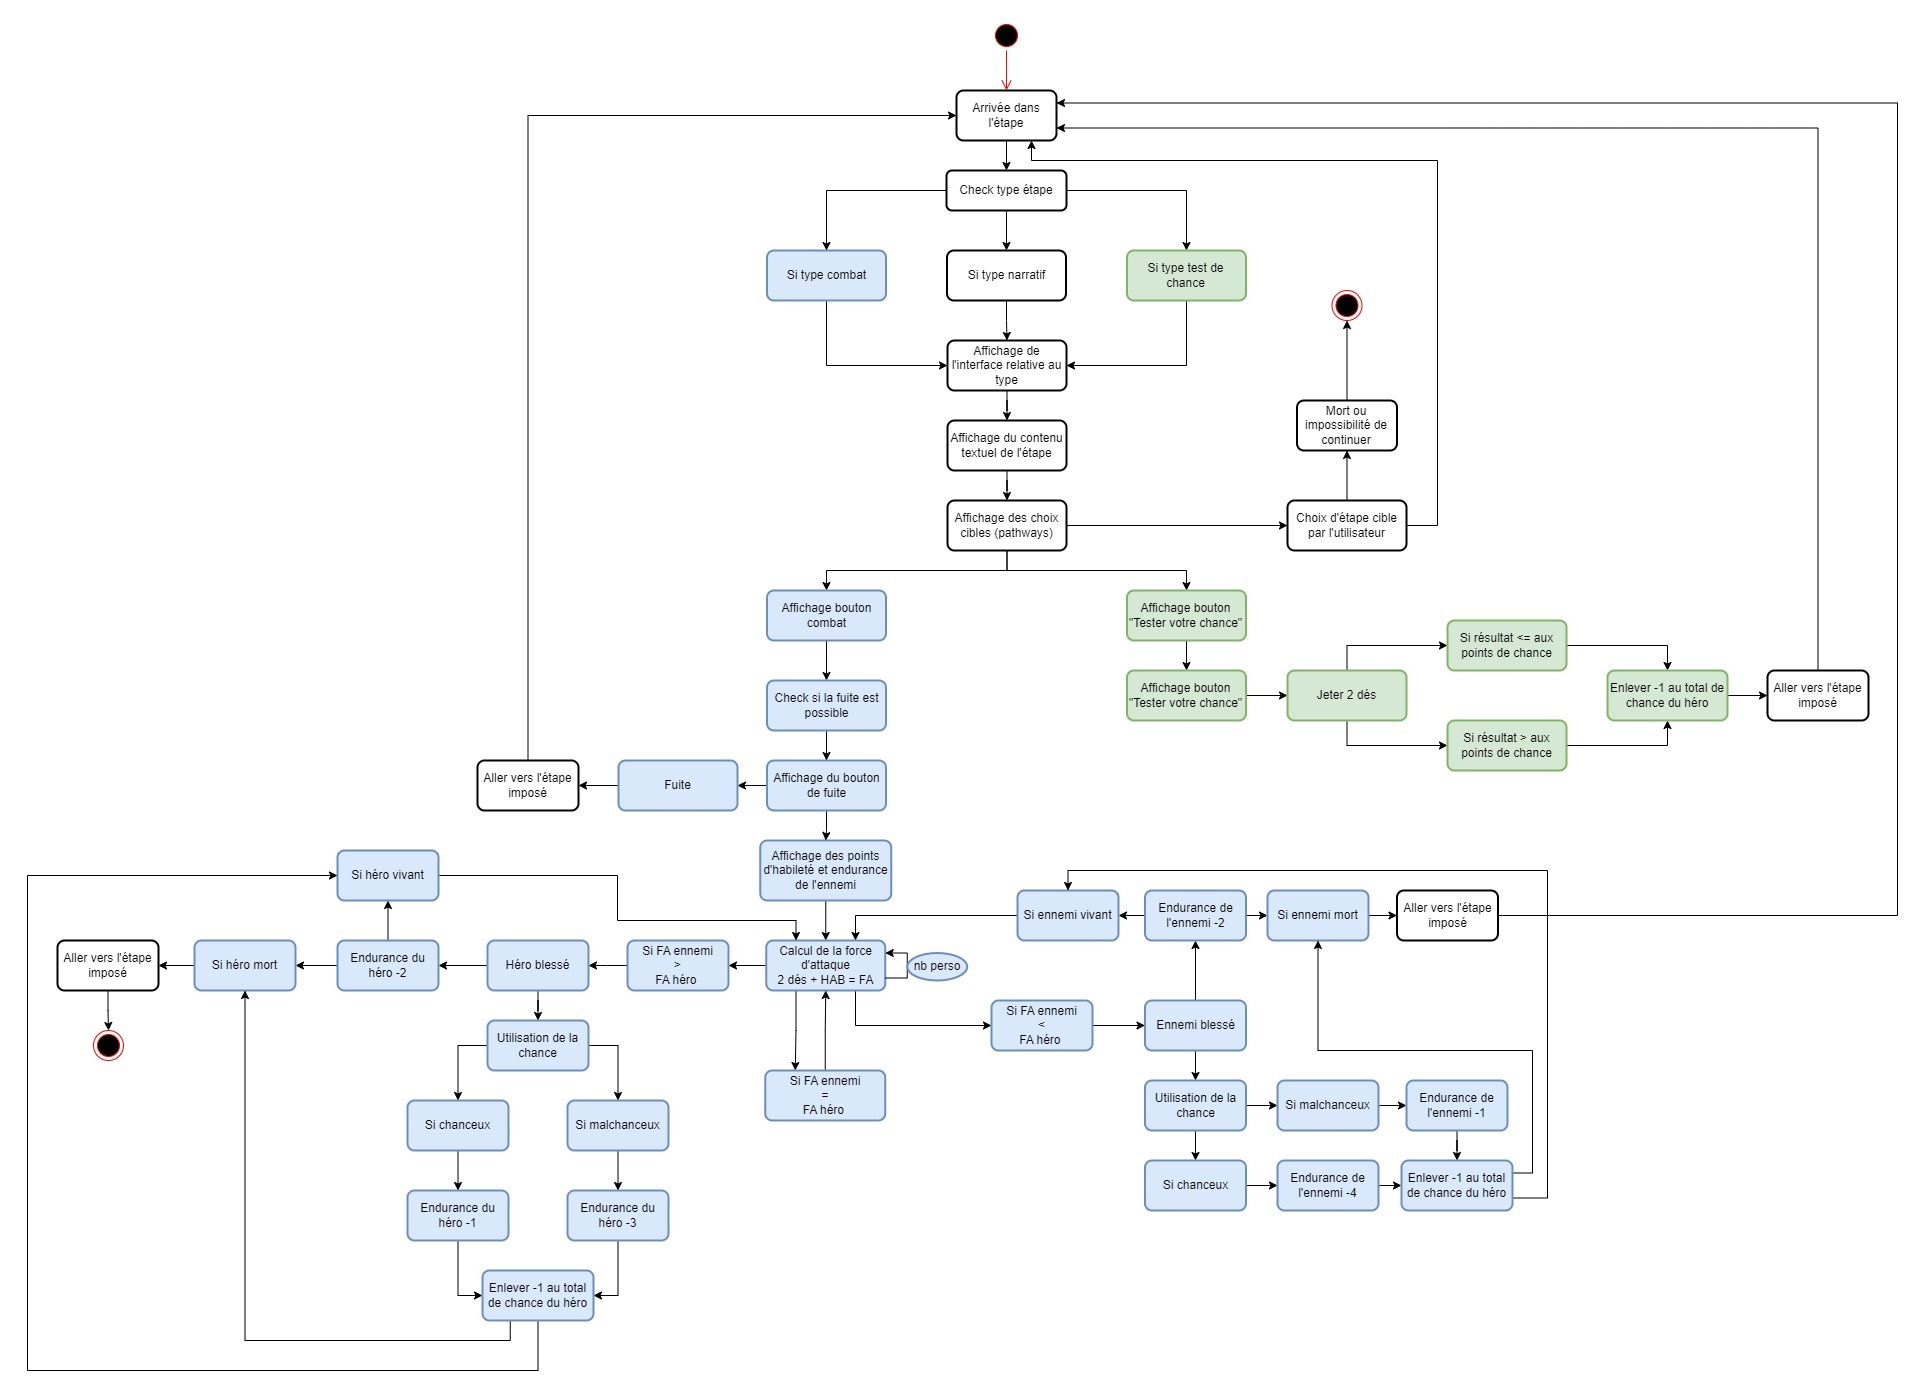 Arrivée dans
l'étape
Check type étape
Si type combat
Si type narratif
Si type test de
chance
Affichage de
l'interface relative au
type
Affichage du contenu
textuel de l'étape
Mort ou
impossibilité de
continuer
Affichage des choix
cibles (pathways)
Choix d'étape cible
par l'utilisateur
Affichage bouton
combat
Affichage bouton
"Tester votre chance"
Check si la fuite est
possible
Affichage bouton
"Tester votre chance"
Jeter 2 dés
Si résultat <= aux
points de chance
Si résultat > aux
points de chance
Enlever -1 au total de
chance du héro
Aller vers l'étape
imposé
Aller vers l'étape
imposé
Fuite
Affichage du bouton
de fuite
Affichage des points
d'habileté et endurance
de l'ennemi
Si héro vivant
Si ennemi vivant
Endurance de
l'ennemi -2
Si ennemi mort
Aller vers l'étape
imposé
Aller vers l'étape
imposé
Si héro mort
Endurance du
héro -2
Héro blessé
Si FA ennemi
>
FA héro
Calcul de la force
d'attaque
2 dés + HAB = FA
nb perso
Si FA ennemi
<
FA héro
Ennemi blessé
Utilisation de la
chance
Si FA ennemi
=
FA héro
Si chanceux
Si malchanceux
Utilisation de la
chance
Si malchanceux
Endurance de
l'ennemi -1
Si chanceux
Endurance de
l'ennemi -4
Enlever -1 au total
de chance du héro
Endurance du
héro -1
Endurance du
héro -3
Enlever -1 au total
de chance du héro